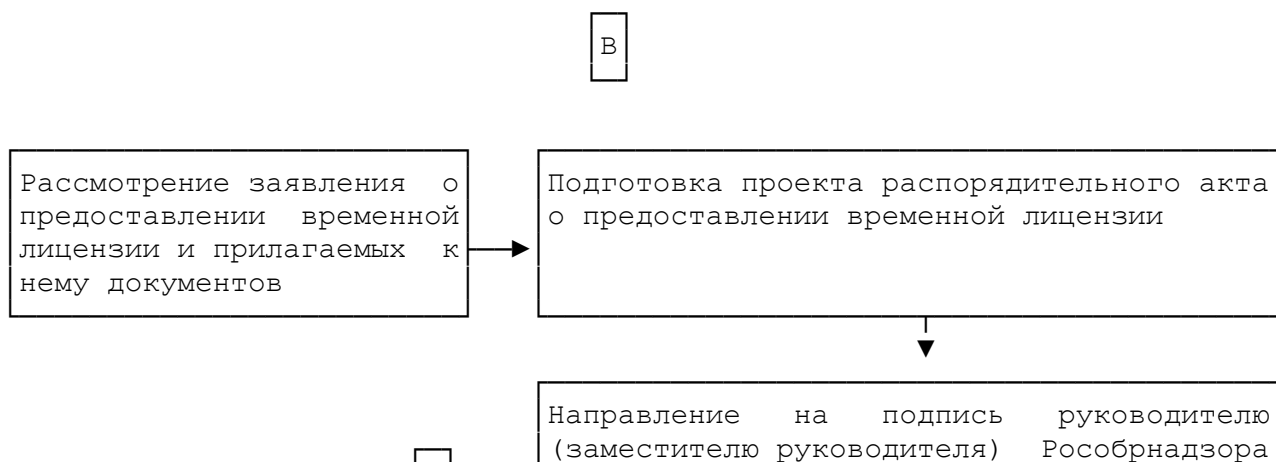 В
Рассмотрение заявления о
предоставлении временной
лицензии и прилагаемых к
нему документов
Подготовка проекта распорядительного акта
о предоставлении временной лицензии
Направление на подпись руководителю
(заместителю руководителя) Рособрнадзора